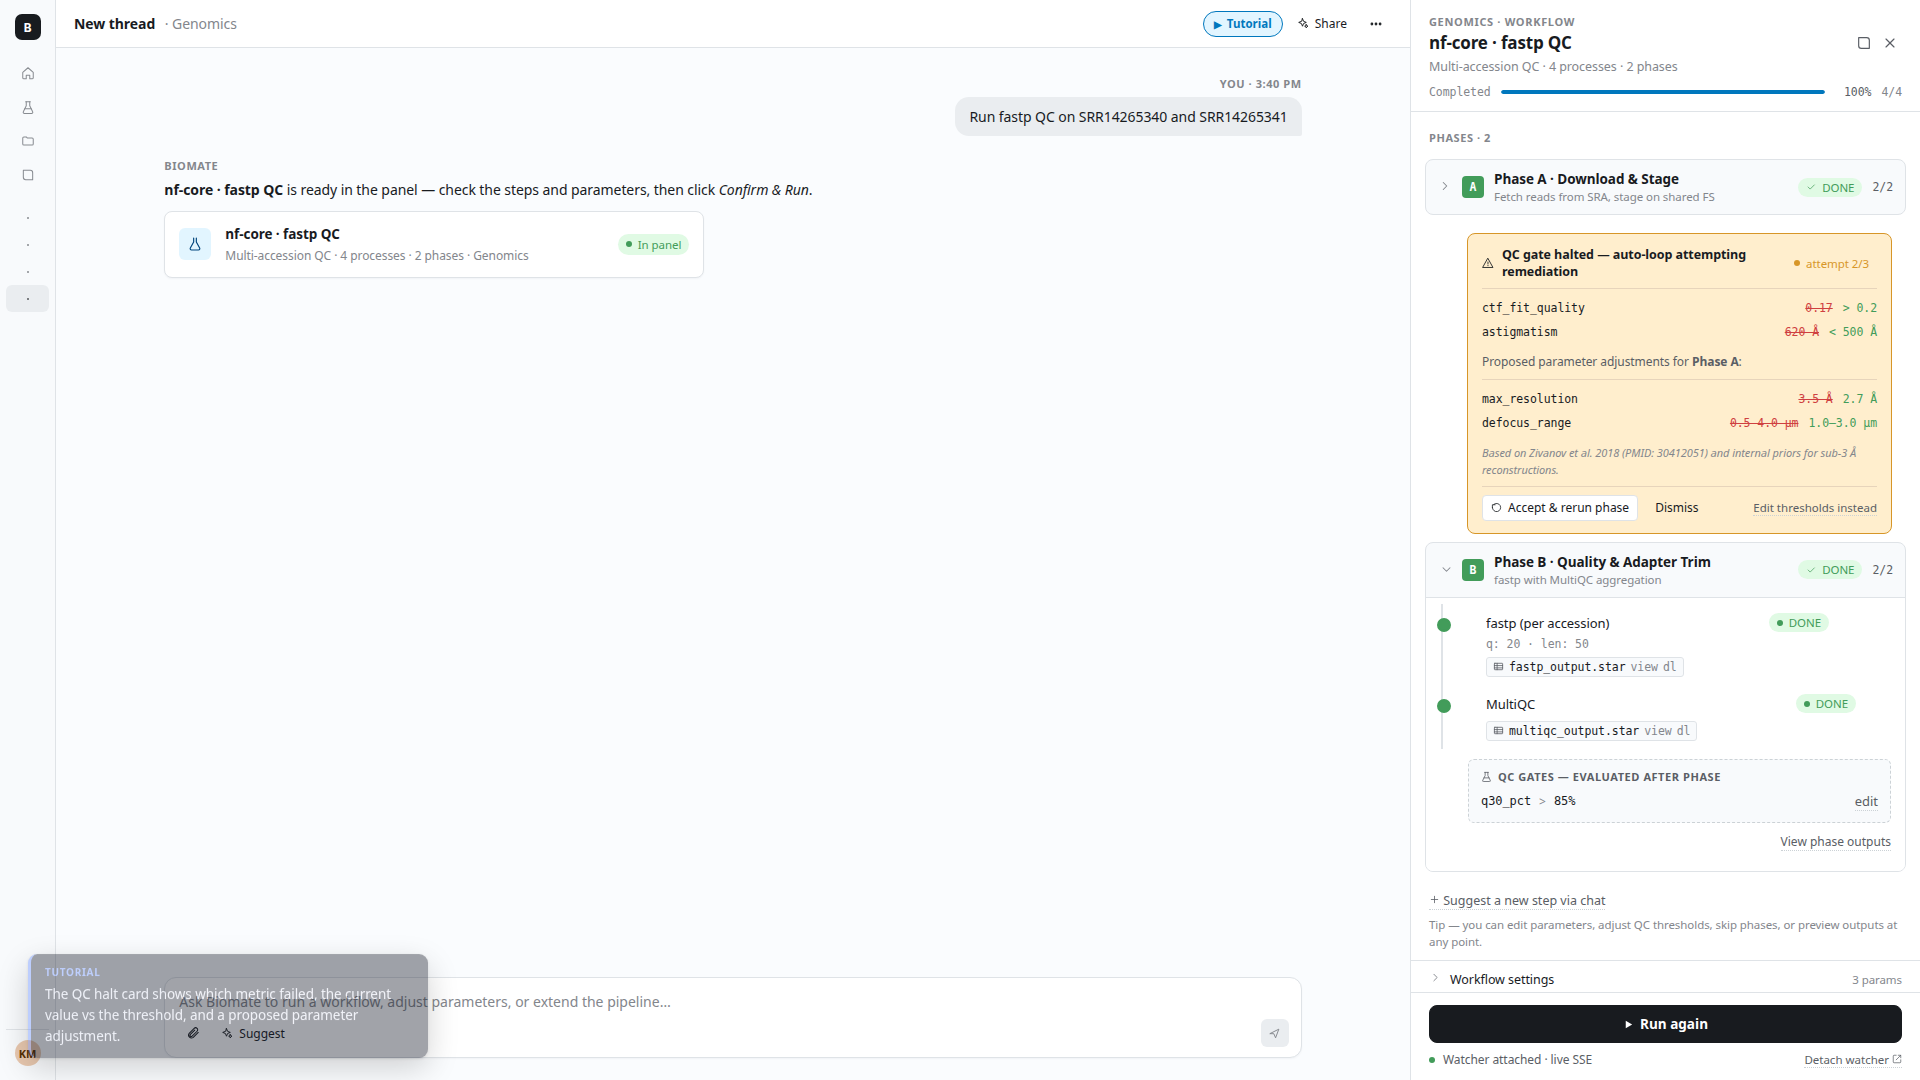 B
New thread · Genomics
▶ Tutorial
Share
YOU · 3:40 PM
Run fastp QC on SRR14265340 and SRR14265341
BIOMATE
nf-core · fastp QC is ready in the panel — check the steps and parameters, then click Confirm & Run.
nf-core · fastp QC
Multi-accession QC · 4 processes · 2 phases · Genomics
In panel
Ask Biomate to run a workflow, adjust parameters, or extend the pipeline...
Suggest
TUTORIAL
The QC halt card shows which metric failed, the current
value vs the threshold, and a proposed parameter
adjustment.
KM
GENOMICS · WORKFLOW
nf-core · fastp QC
Multi-accession QC · 4 processes · 2 phases
Completed 100% 4/4
PHASES · 2
A
Phase A · Download & Stage
Fetch reads from SRA, stage on shared FS
DONE 2/2
QC gate halted — auto-loop attempting
remediation
attempt 2/3
ctf_fit_quality 0.17 > 0.2
astigmatism 620 Å < 500 Å
Proposed parameter adjustments for Phase A:
max_resolution 3.5 Å 2.7 Å
defocus_range 0.5–4.0 µm 1.0–3.0 µm
Based on Zivanov et al. 2018 (PMID: 30412051) and internal priors for sub-3 Å
reconstructions.
Accept & rerun phase Dismiss Edit thresholds instead
B
Phase B · Quality & Adapter Trim
fastp with MultiQC aggregation
DONE 2/2
fastp (per accession) DONE
q: 20 · len: 50
fastp_output.star view dl
MultiQC DONE
multiqc_output.star view dl
QC GATES — EVALUATED AFTER PHASE
q30_pct > 85% edit
View phase outputs
+ Suggest a new step via chat
Tip — you can edit parameters, adjust QC thresholds, skip phases, or preview outputs at
any point.
Workflow settings 3 params
Run again
Watcher attached · live SSE Detach watcher